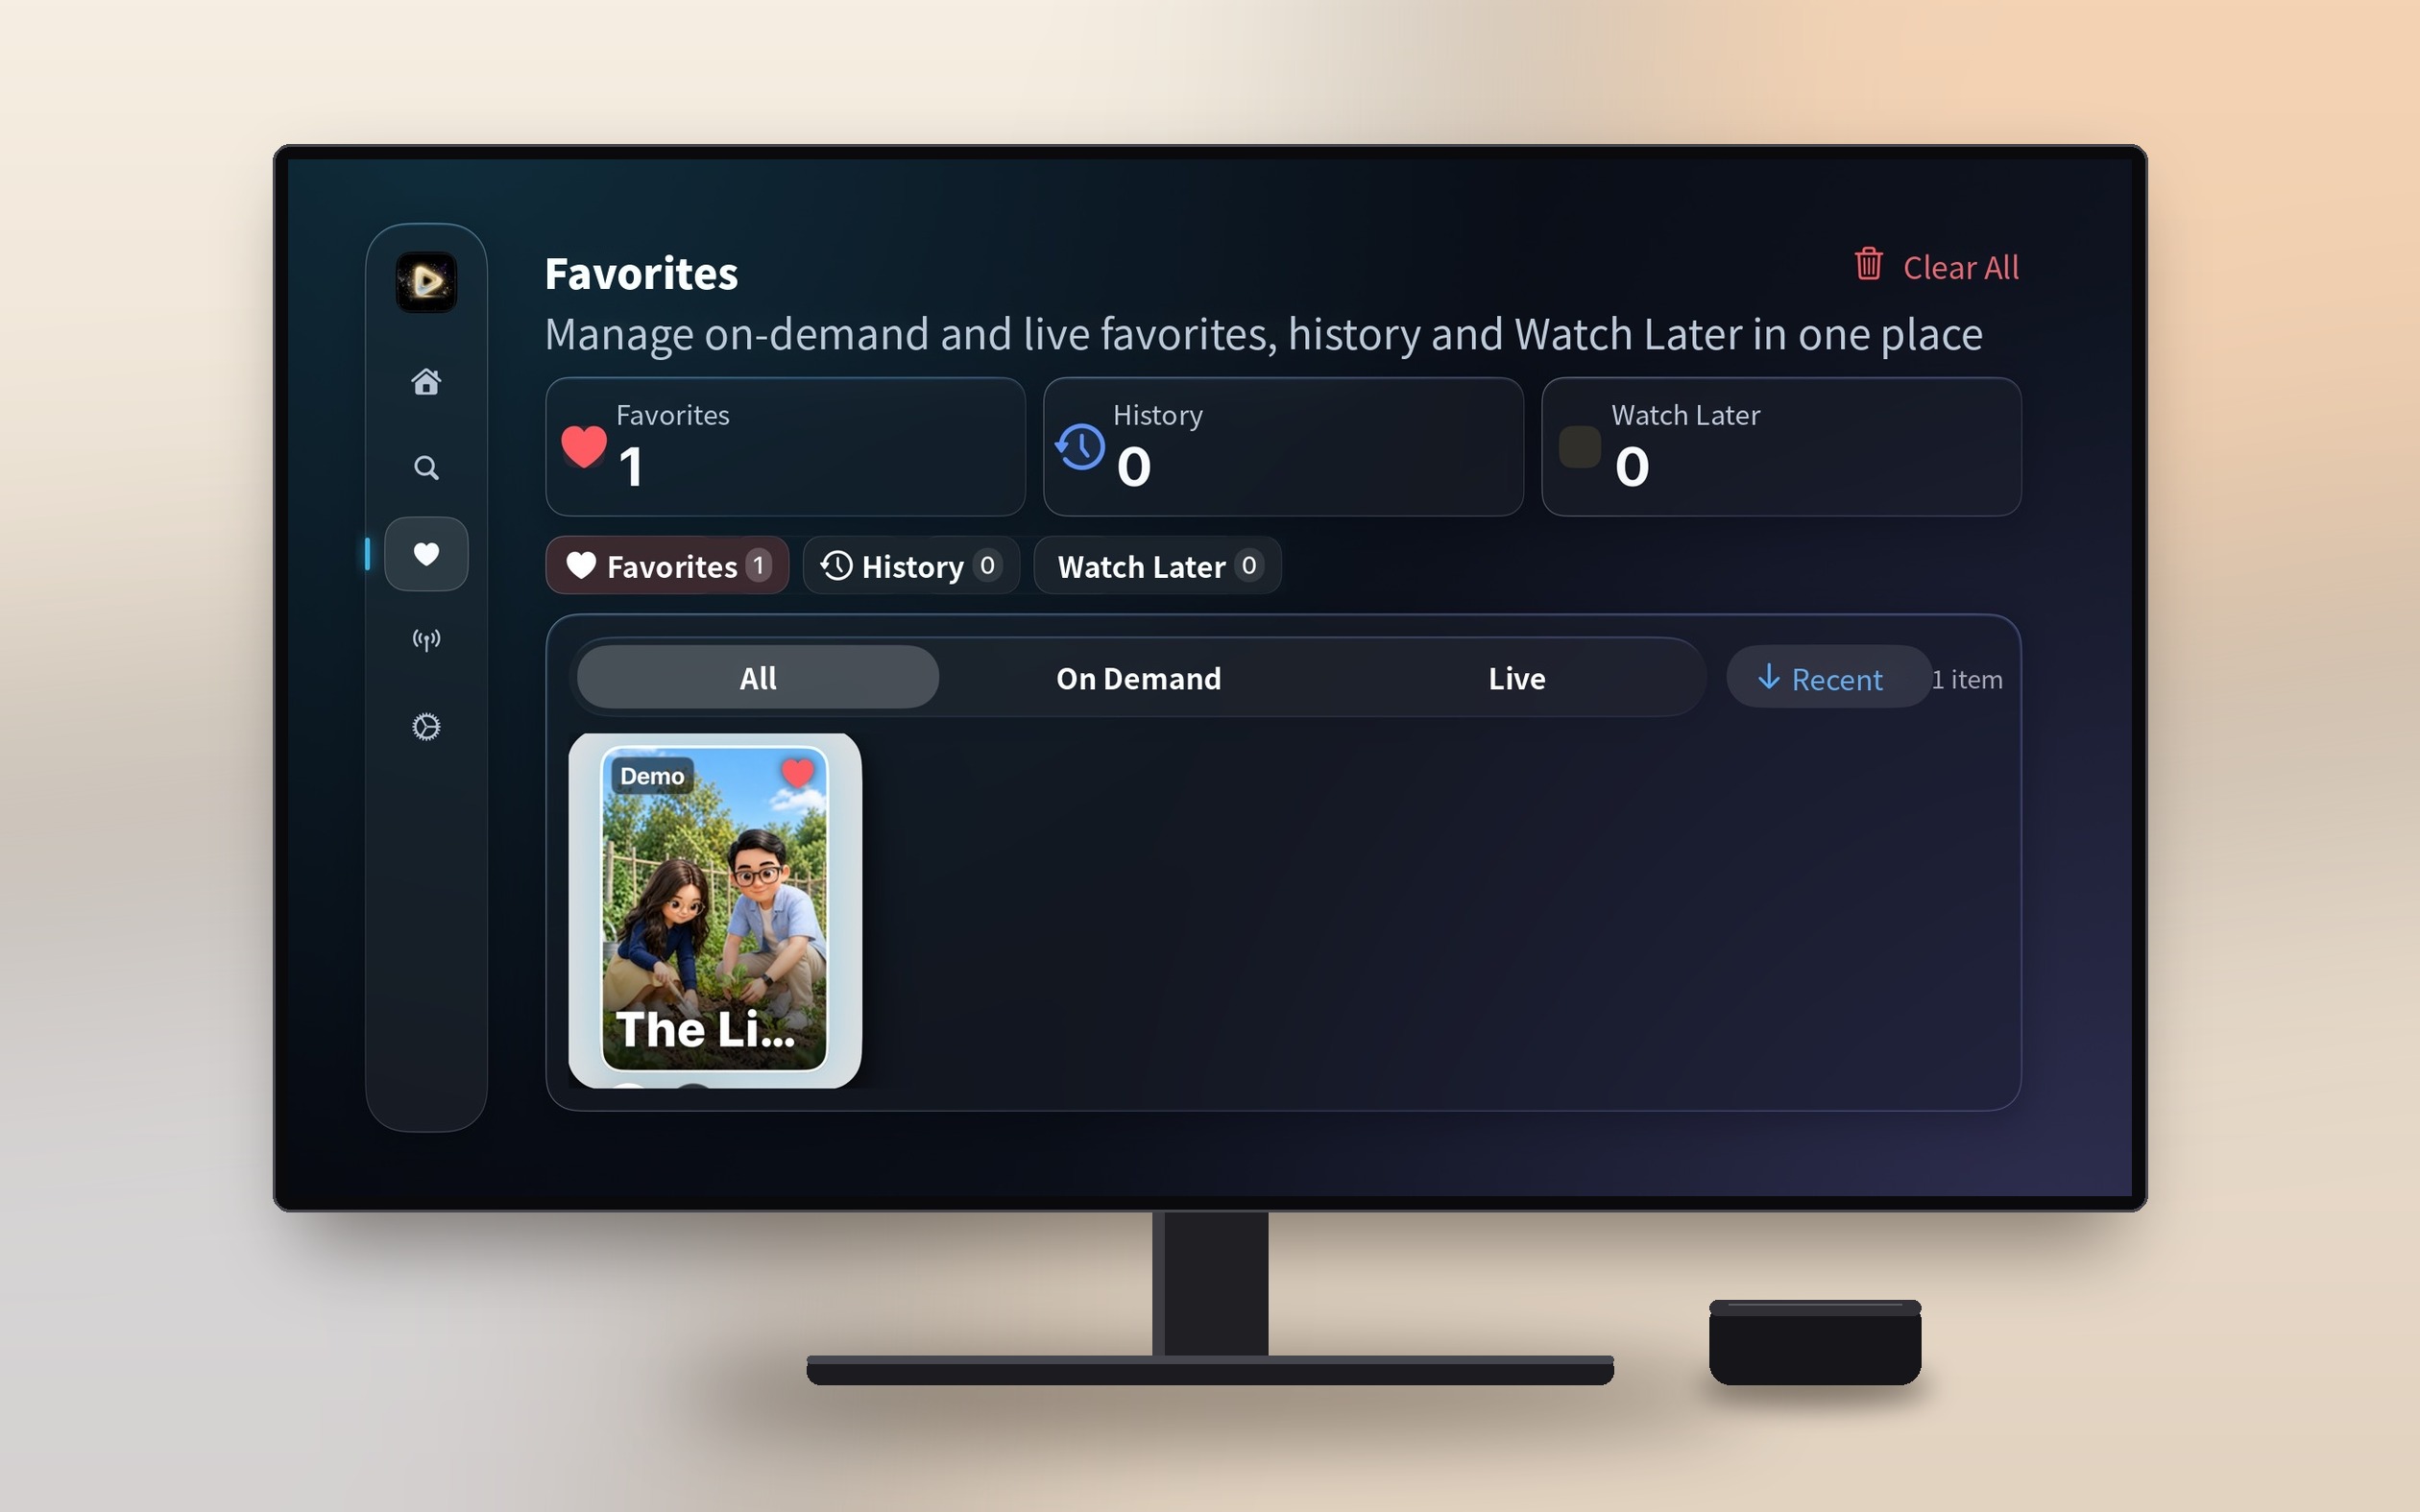 Favorites
Clear All
Manage on-demand and live favorites, history and Watch Later in one place
Favorites
1
History
0
Watch Later
0
Favorites 1
History 0
Watch Later 0
All
On Demand
Live
Recent
1 item
Demo
The Li...